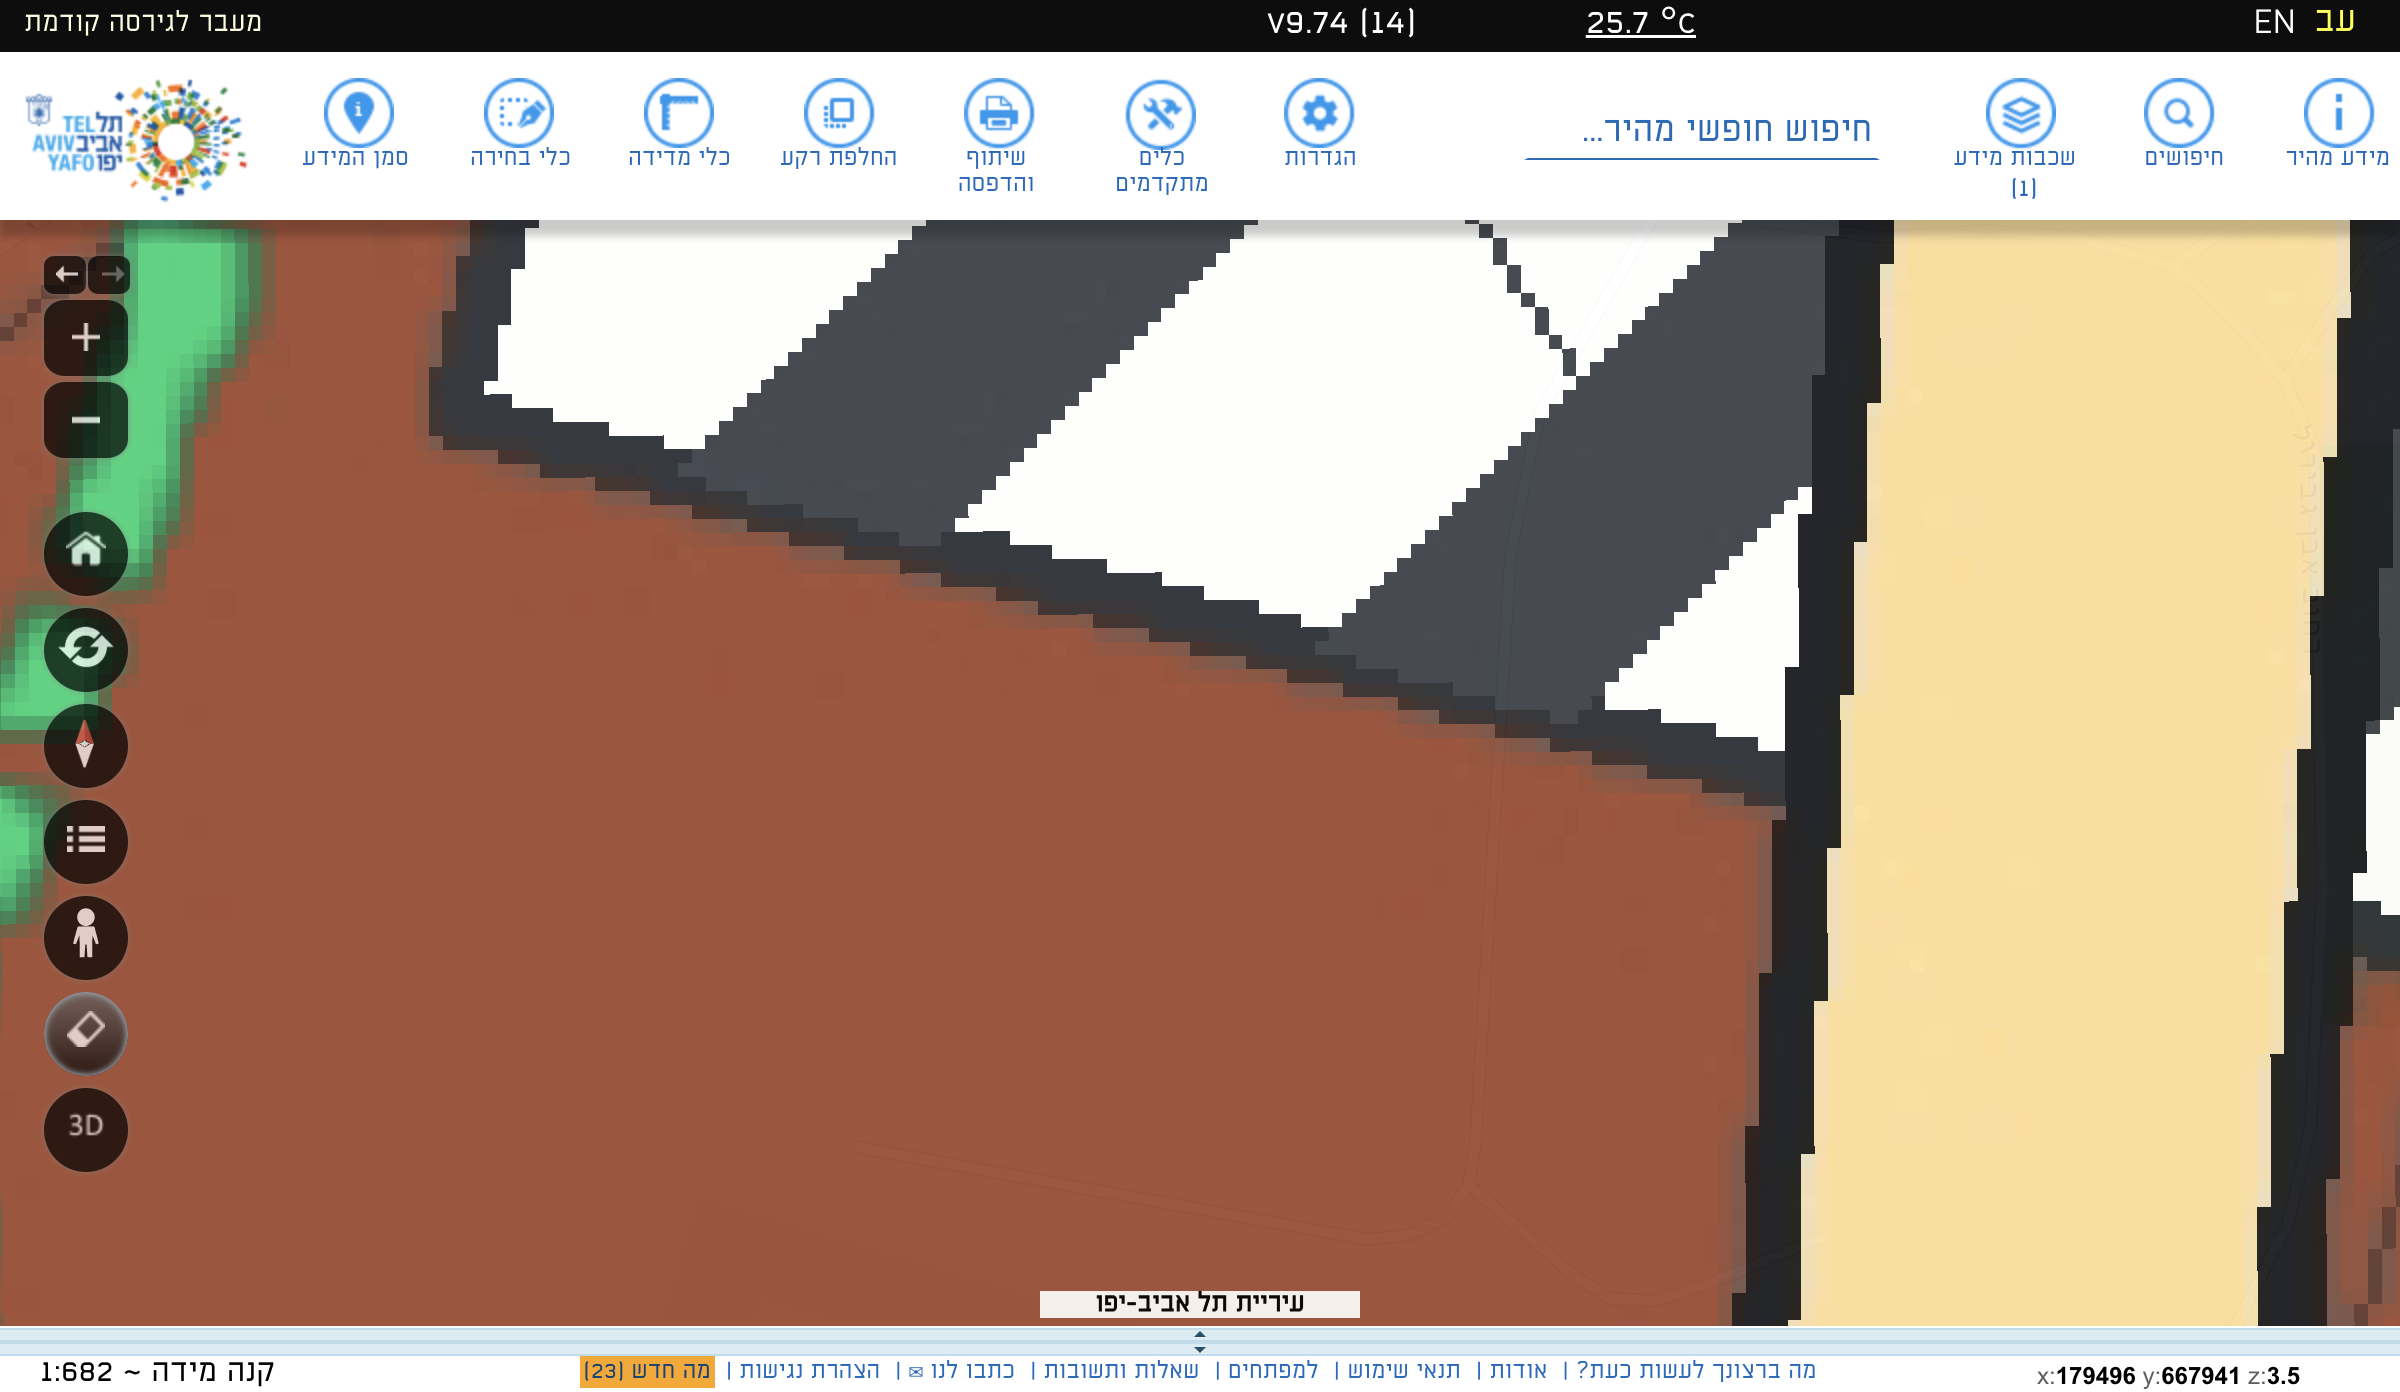 עב EN
25.7 °C
V9.74 (14)
מעבר לגירסה קודמת
מידע מהיר
חיפושים
שכבות מידע
(1)
חיפוש חופשי מהיר...
הגדרות
כלים
מתקדמים
שיתוף
והדפסה
החלפת רקע
כלי מדידה
כלי בחירה
סמן המידע
תל TEL
אביב AVIV
יפו YAFO
רחוב אבן גבירול
3D
עיריית תל אביב-יפו
x:179496 y:667941 z:3.5
מה ברצונך לעשות כעת? | אודות | תנאי שימוש | למפתחים | שאלות ותשובות | כתבו לנו ✉ | הצהרת נגישות | מה חדש (23)
קנה מידה ~ 1:682